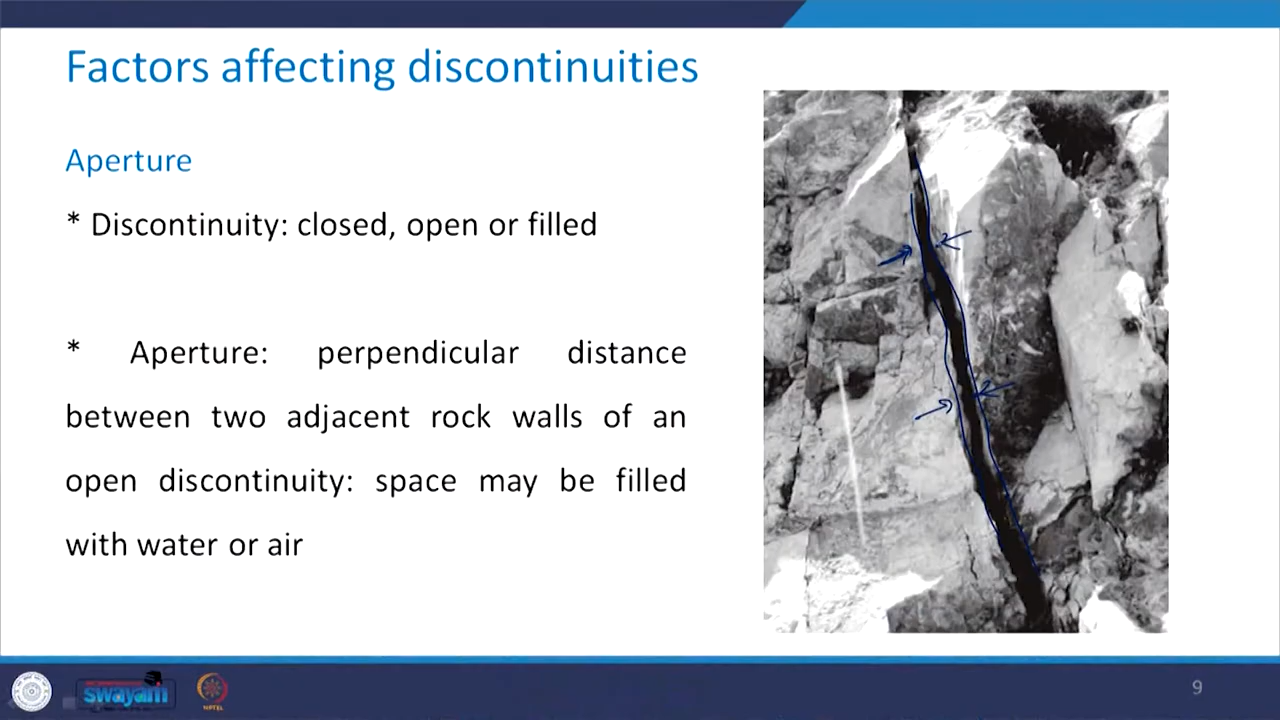 Factors affecting discontinuities
Aperture
* Discontinuity: closed, open or filled
* Aperture: perpendicular distance
between two adjacent rock walls of an
open discontinuity: space may be filled
with water or air
swayam
NPTEL
9